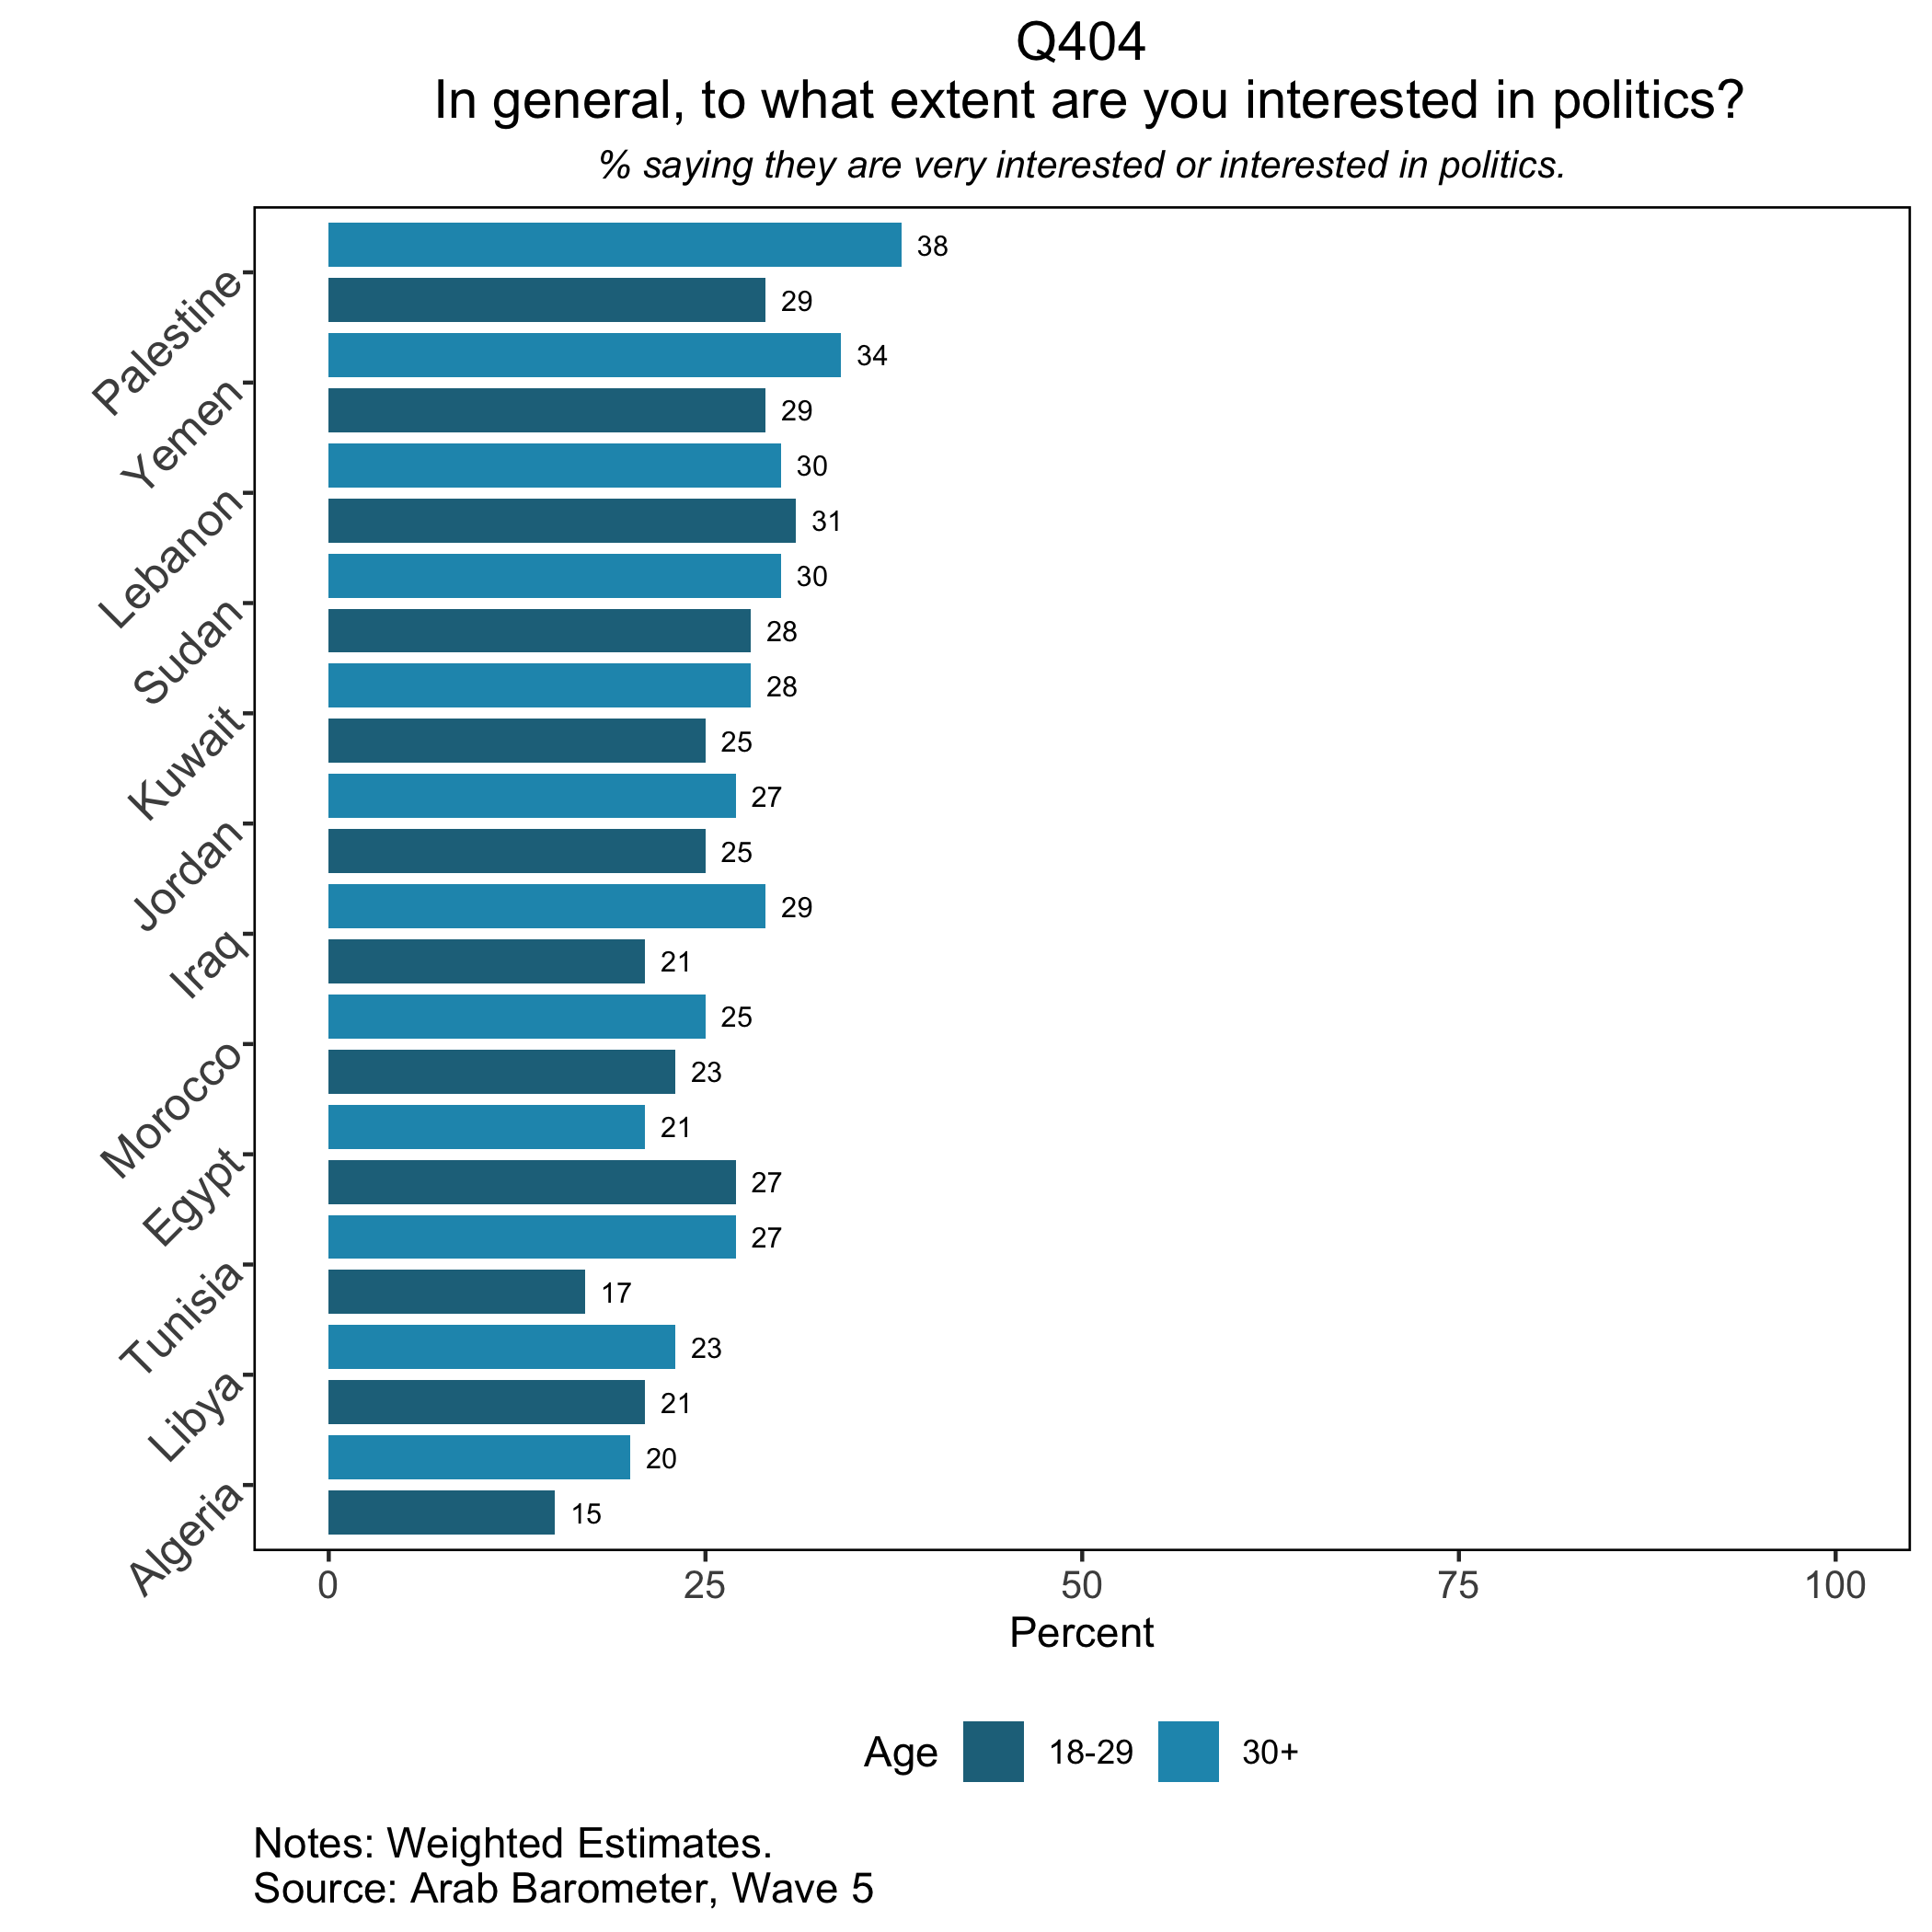 Q404
In general, to what extent are you interested in politics?
% saying they are very interested or interested in politics.
Palestine
38
29
Yemen
34
29
Lebanon
30
31
Sudan
30
28
Kuwait
28
25
Jordan
27
25
Iraq
29
21
Morocco
25
23
Egypt
21
27
Tunisia
27
17
Libya
23
21
Algeria
20
15
0 25 50 75 100
Percent
Age 18-29 30+
Notes: Weighted Estimates.
Source: Arab Barometer, Wave 5